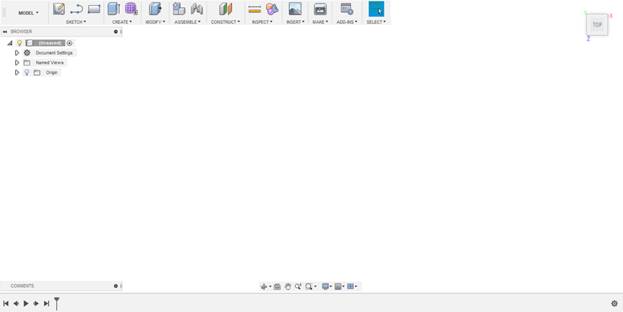 MODEL
SKETCH CREATE MODIFY ASSEMBLE CONSTRUCT INSPECT INSERT MAKE ADD-INS SELECT
BROWSER
(Unsaved)
Document Settings
Named Views
Origin
TOP
X
Z
COMMENTS